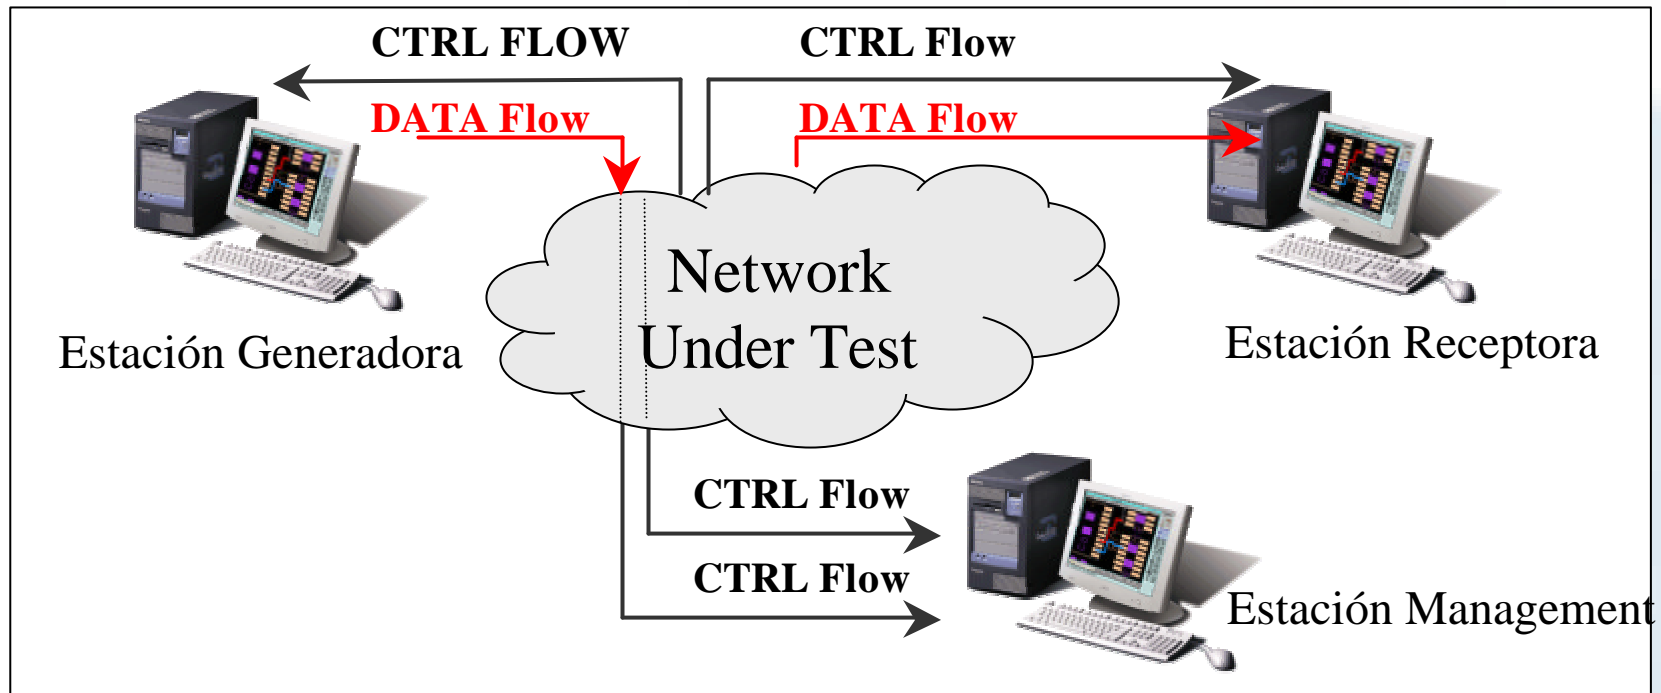 CTRL FLOW
CTRL Flow
DATA Flow
DATA Flow
Network
Under Test
Estación Generadora
Estación Receptora
CTRL Flow
CTRL Flow
Estación Management